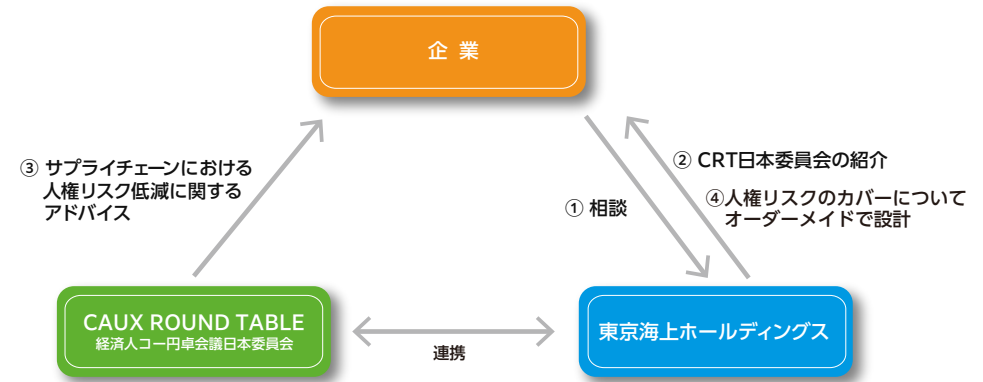 企 業
③ サプライチェーンにおける
人権リスク低減に関する
アドバイス
① 相談
② CRT日本委員会の紹介
④人権リスクのカバーについて
オーダーメイドで設計
CAUX ROUND TABLE
経済人コー円卓会議日本委員会
連携
東京海上ホールディングス